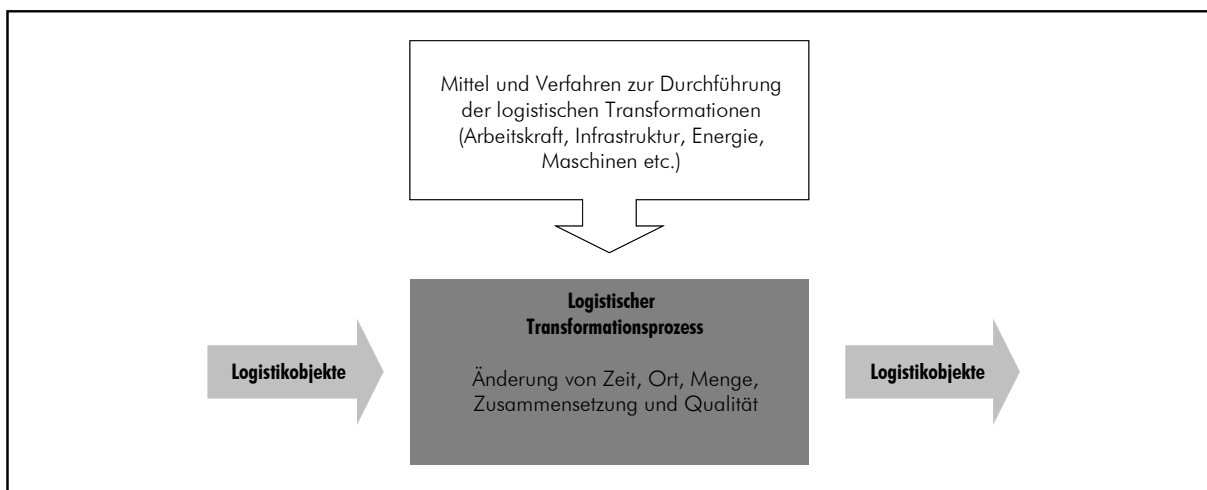 Mittel und Verfahren zur Durchführung
der logistischen Transformationen
(Arbeitskraft, Infrastruktur, Energie,
Maschinen etc.)
Logistischer
Transformationsprozess
Logistikobjekte
Änderung von Zeit, Ort, Menge,
Zusammensetzung und Qualität
Logistikobjekte